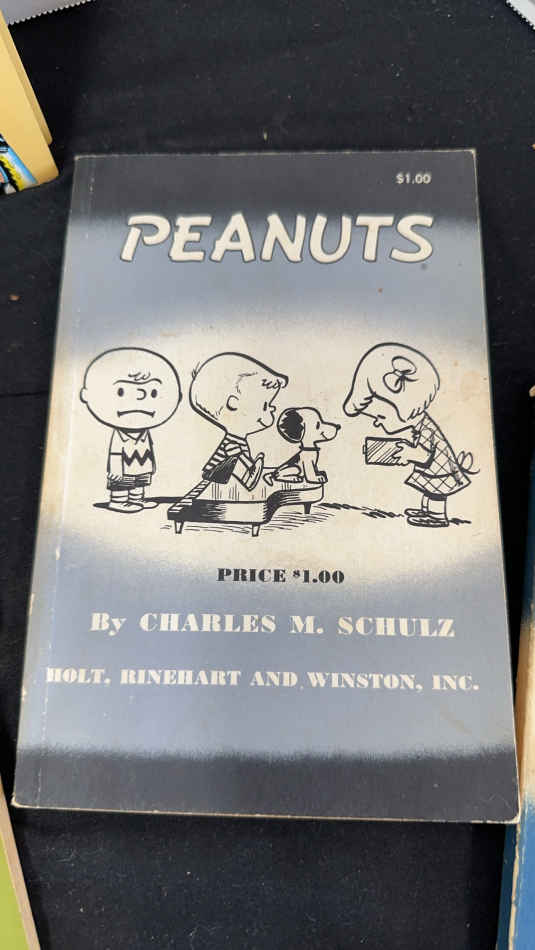 $1.00
PEANUTS
PRICE $1.00
By CHARLES M. SCHULZ
HOLT, RINEHART AND WINSTON, INC.